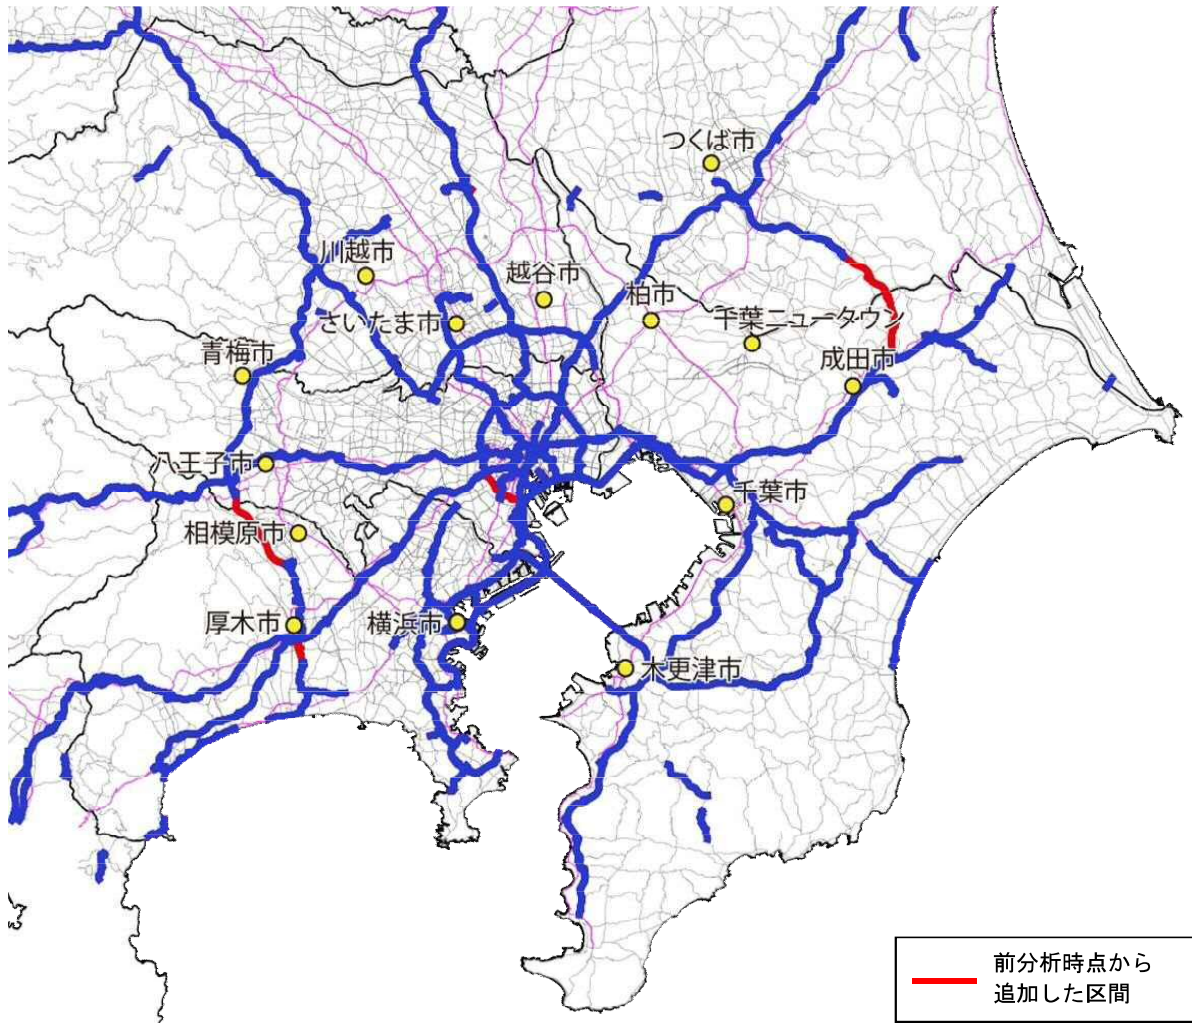 つくば市
川越市
越谷市
柏市
さいたま市
千葉ニュータウン
青梅市
成田市
八王子市
千葉市
相模原市
厚木市
横浜市
木更津市
前分析時点から
追加した区間